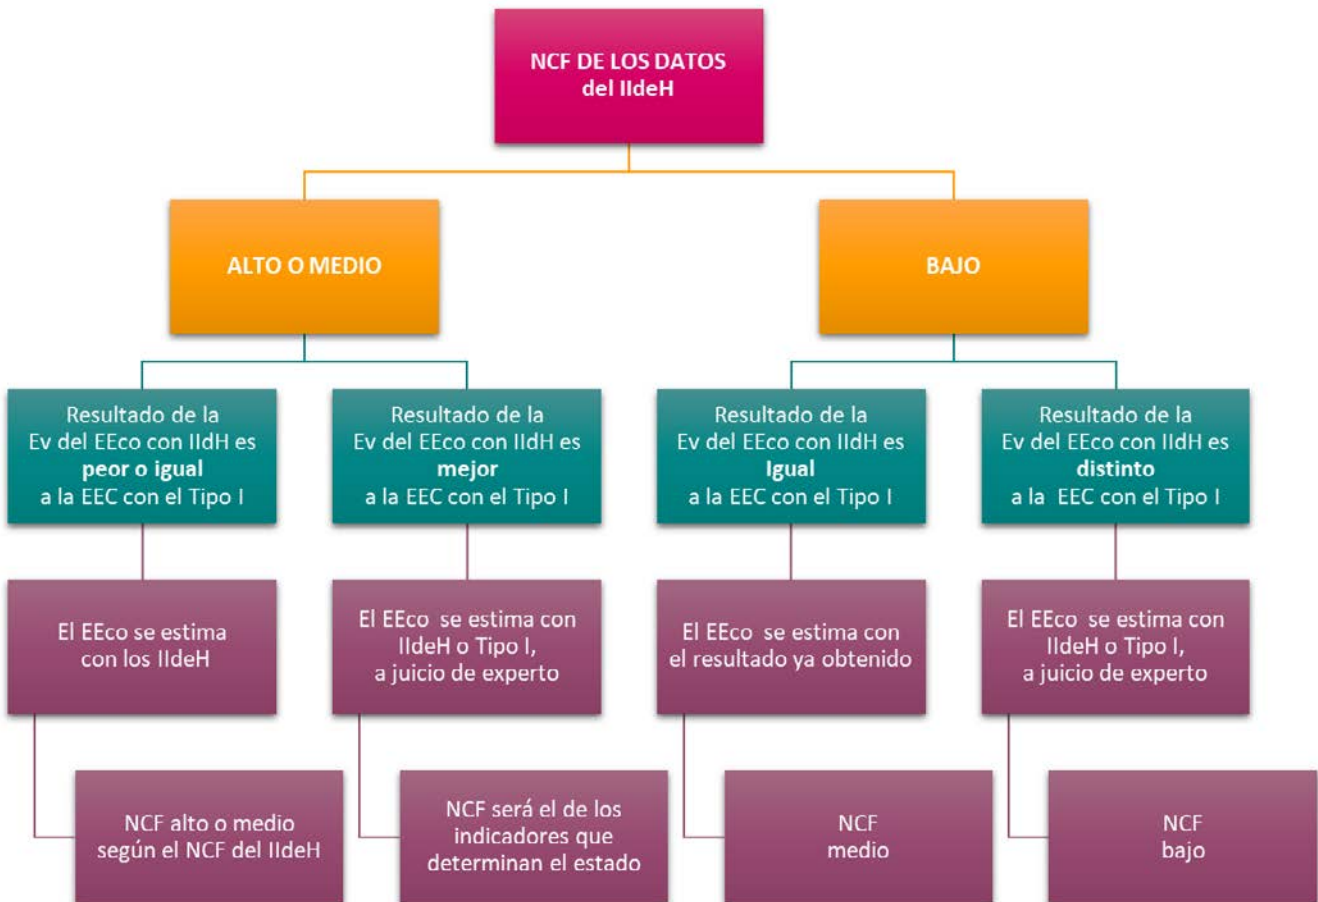 NCF DE LOS DATOS
del IIdeH
ALTO O MEDIO
BAJO
Resultado de la
Ev del EEco con IIdH es
peor o igual
a la EEC con el Tipo I
Resultado de la
Ev del EEco con IIdH es
mejor
a la EEC con el Tipo I
Resultado de la
Ev del EEco con IIdH es
Igual
a la EEC con el Tipo I
Resultado de la
Ev del EEco con IIdH es
distinto
a la EEC con el Tipo I
El EEco se estima
con los IIdeH
El EEco se estima con
IIdeH o Tipo I,
a juicio de experto
El EEco se estima con
el resultado ya obtenido
El EEco se estima con
IIdeH o Tipo I,
a juicio de experto
NCF alto o medio
según el NCF del IIdeH
NCF será el de los
indicadores que
determinan el estado
NCF
medio
NCF
bajo